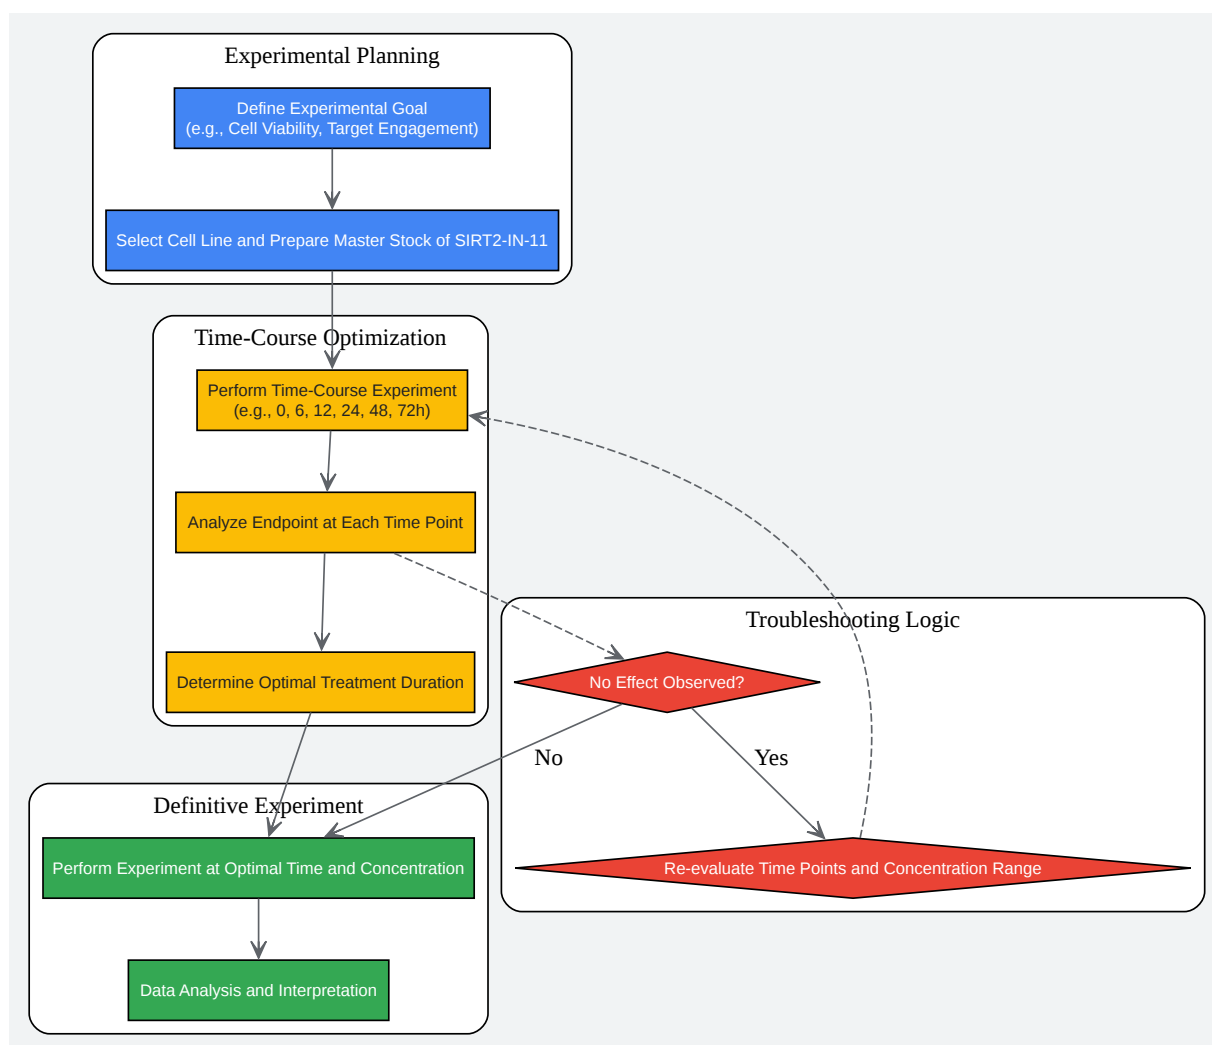 Experimental Planning
Define Experimental Goal
(e.g., Cell Viability, Target Engagement)
Select Cell Line and Prepare Master Stock of SIRT2-IN-11
Time-Course Optimization
Perform Time-Course Experiment
(e.g., 0, 6, 12, 24, 48, 72h)
Analyze Endpoint at Each Time Point
Determine Optimal Treatment Duration
Troubleshooting Logic
No Effect Observed?
No
Yes
Re-evaluate Time Points and Concentration Range
Definitive Experiment
Perform Experiment at Optimal Time and Concentration
Data Analysis and Interpretation